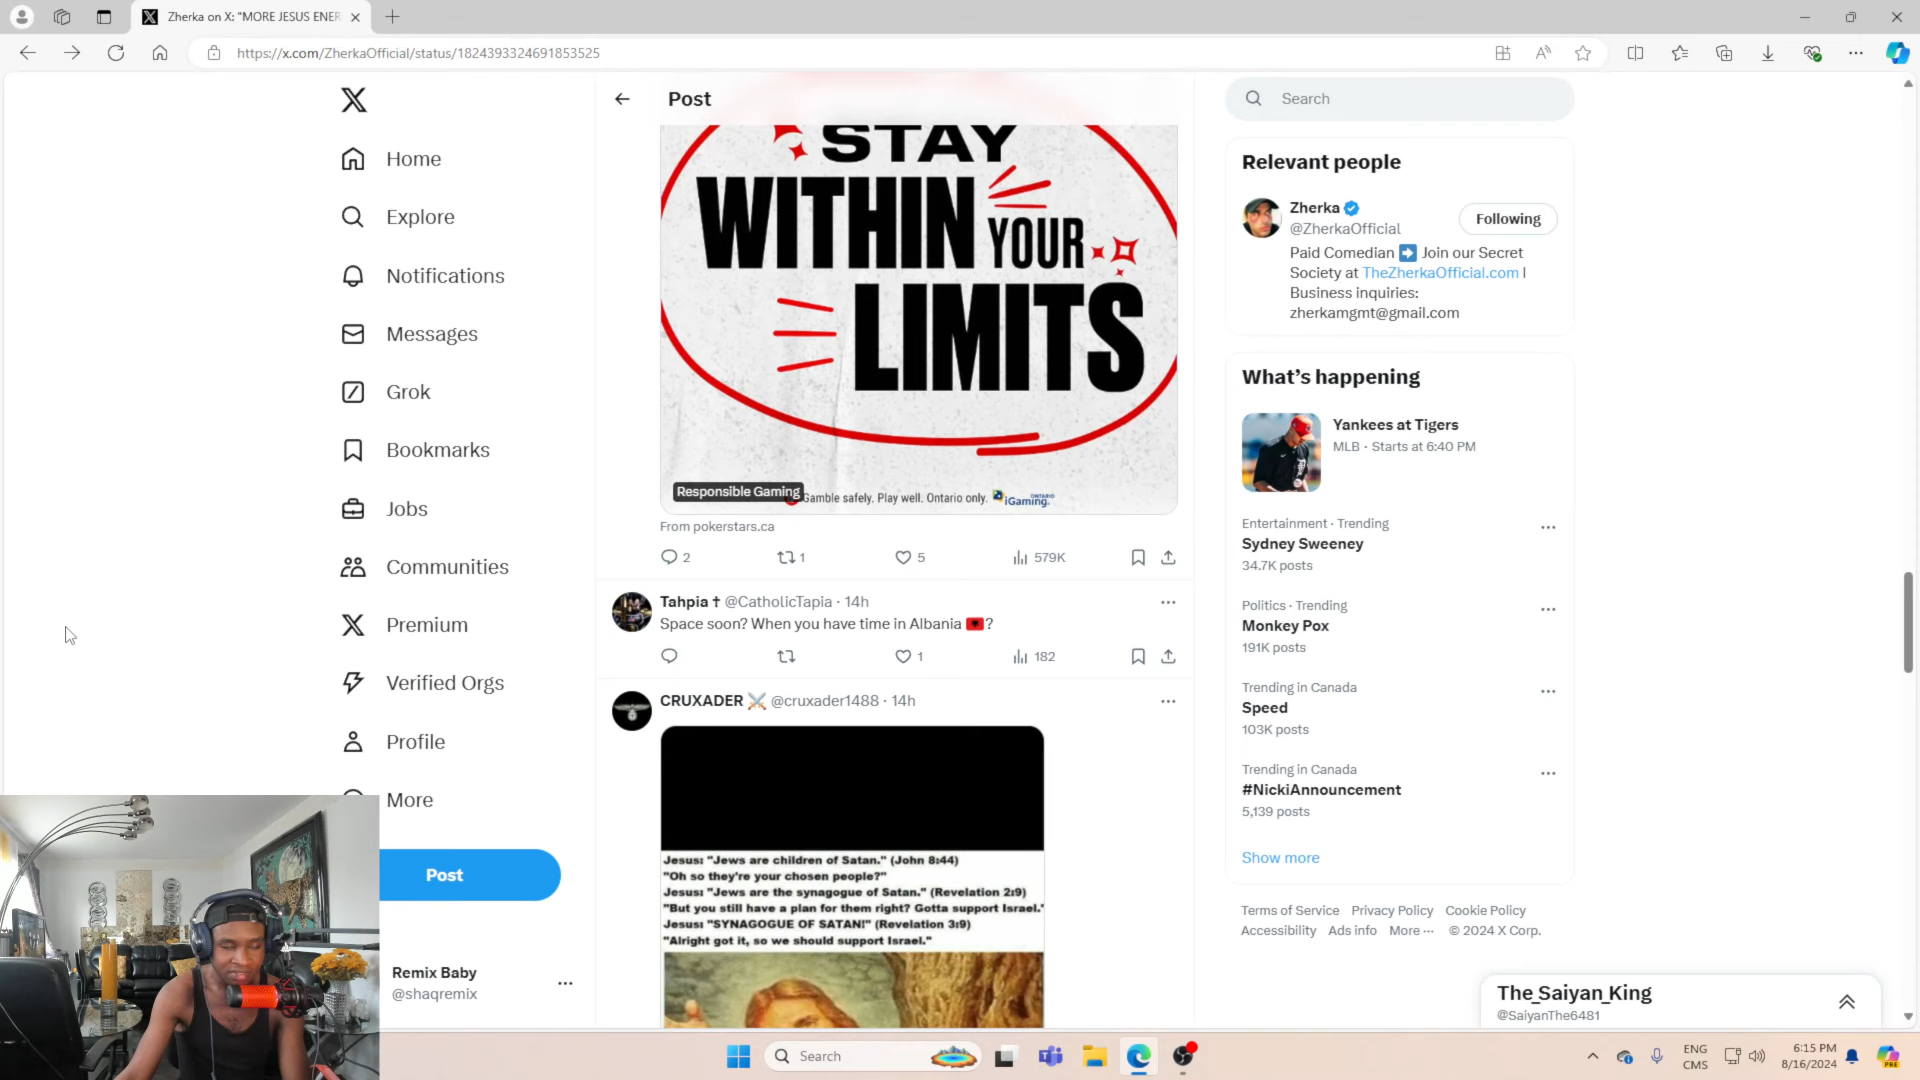 Zherka on X: "MORE JESUS ENER
https://x.com/ZherkaOfficial/status/1824393324691853525
Home
Explore
Notifications
Messages
Grok
Bookmarks
Jobs
Communities
Premium
Verified Orgs
Profile
More
Post
Remix Baby
@shaqremix
Post
STAY
WITHIN YOUR
LIMITS
Responsible Gaming
Gamble safely. Play well. Ontario only.
iGaming ONTARIO
From pokerstars.ca
2
1
5
579K
Tahpia ✝ @CatholicTapia · 14h
Space soon? When you have time in Albania 🇦🇱?
1
182
CRUXADER ⚔️ @cruxader1488 · 14h
Jesus: "Jews are children of Satan." (John 8:44)
"Oh so they're your chosen people?"
Jesus: "Jews are the synagogue of Satan." (Revelation 2:9)
"But you still have a plan for them right? Gotta support Israel."
Jesus: "SYNAGOGUE OF SATAN!" (Revelation 3:9)
"Alright got it, so we should support Israel."
Search
Relevant people
Zherka
@ZherkaOfficial
Following
Paid Comedian ➡️ Join our Secret
Society at TheZherkaOfficial.com |
Business inquiries:
zherkamgmt@gmail.com
What's happening
Yankees at Tigers
MLB · Starts at 6:40 PM
Entertainment · Trending
Sydney Sweeney
34.7K posts
Politics · Trending
Monkey Pox
191K posts
Trending in Canada
Speed
103K posts
Trending in Canada
#NickiAnnouncement
5,139 posts
Show more
Terms of Service Privacy Policy Cookie Policy
Accessibility Ads info More ··· © 2024 X Corp.
The_Saiyan_King
@SaiyanThe6481
Search
ENG
CMS
6:15 PM
8/16/2024
PRE